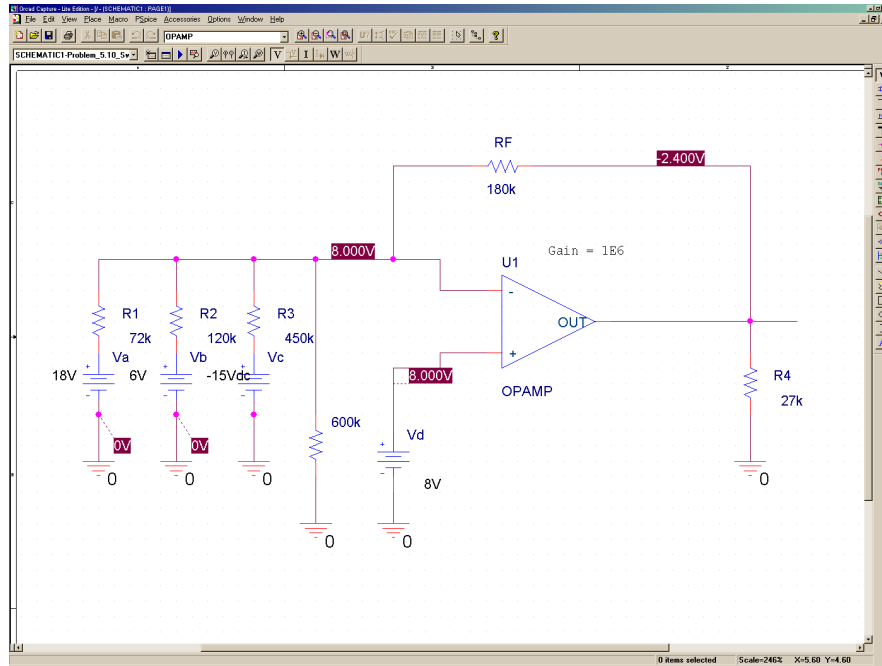 Orcad Capture - Lite Edition - [/ - (SCHEMATIC1 : PAGE1)]
File Edit View Place Macro PSpice Accessories Options Window Help
OPAMP
SCHEMATIC1-Problem_5.10_Sw
V I W
3 2
RF
-2.400V
180k
8.000V
Gain = 1E6
U1
-
OUT
+
OPAMP
R1 R2 R3
72k 120k 450k
Va Vb Vc
18V 6V -15Vdc
8.000V
R4
27k
600k
Vd
8V
0V 0V
0 0 0 0
0 0
0 items selected Scale=246% X=5.60 Y=4.60